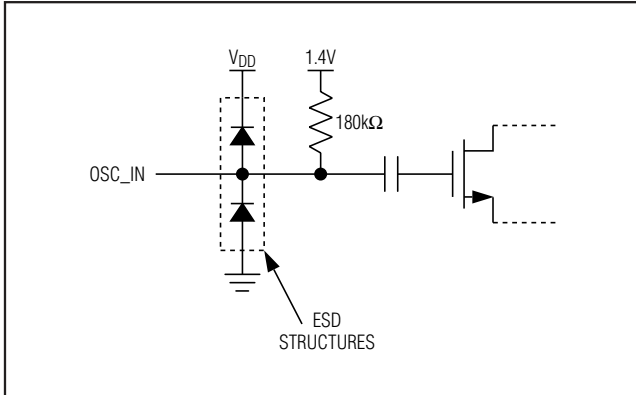 VDD
1.4V
180kΩ
OSC_IN
ESD
STRUCTURES